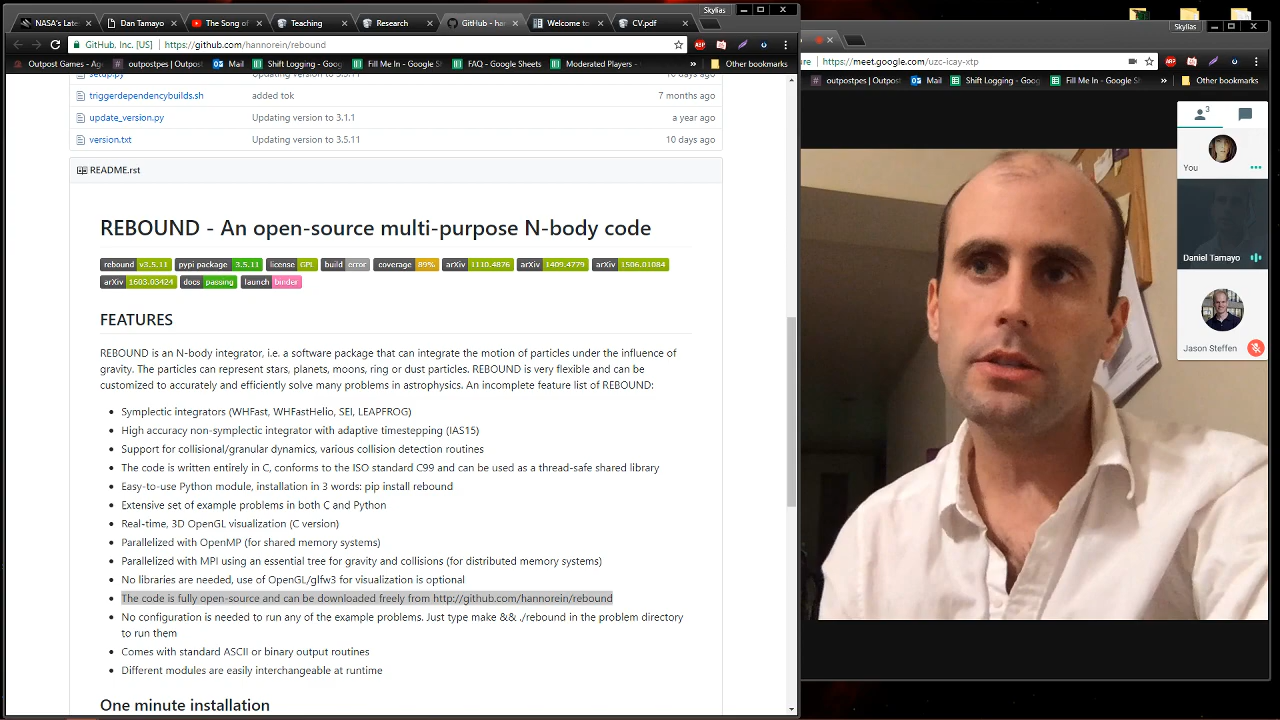 Skylias
NASA's Late:
Dan Tamayo
The Song of
Teaching
Research
GitHub - han
Welcome to
CV.pdf
GitHub, Inc. [US] https://github.com/hannorein/rebound
Outpost Games - Ag
outpostpes | Outpos
Mail
Shift Logging - Goog
Fill Me In - Google S
FAQ - Google Sheets
Moderated Players -
»
Other bookmarks
setup.py Updating version to 3.5.11 10 days ago
triggerdependencybuilds.sh added tok 7 months ago
update_version.py Updating version to 3.1.1 a year ago
version.txt Updating version to 3.5.11 10 days ago
README.rst
REBOUND - An open-source multi-purpose N-body code
rebound v3.5.11 pypi package 3.5.11 license GPL build error coverage 89% arXiv 1110.4876 arXiv 1409.4779 arXiv 1506.01084
arXiv 1603.03424 docs passing launch binder
FEATURES
REBOUND is an N-body integrator, i.e. a software package that can integrate the motion of particles under the influence of
gravity. The particles can represent stars, planets, moons, ring or dust particles. REBOUND is very flexible and can be
customized to accurately and efficiently solve many problems in astrophysics. An incomplete feature list of REBOUND:
• Symplectic integrators (WHFast, WHFastHelio, SEI, LEAPFROG)
• High accuracy non-symplectic integrator with adaptive timestepping (IAS15)
• Support for collisional/granular dynamics, various collision detection routines
• The code is written entirely in C, conforms to the ISO standard C99 and can be used as a thread-safe shared library
• Easy-to-use Python module, installation in 3 words: pip install rebound
• Extensive set of example problems in both C and Python
• Real-time, 3D OpenGL visualization (C version)
• Parallelized with OpenMP (for shared memory systems)
• Parallelized with MPI using an essential tree for gravity and collisions (for distributed memory systems)
• No libraries are needed, use of OpenGL/glfw3 for visualization is optional
• The code is fully open-source and can be downloaded freely from http://github.com/hannorein/rebound
• No configuration is needed to run any of the example problems. Just type make && ./rebound in the problem directory
to run them
• Comes with standard ASCII or binary output routines
• Different modules are easily interchangeable at runtime
One minute installation
Skylias
ure https://meet.google.com/uzc-icay-xtp
outpostpes | Outpos
Mail
Shift Logging - Goog
Fill Me In - Google Sh
»
Other bookmarks
3
You
Daniel Tamayo
Jason Steffen